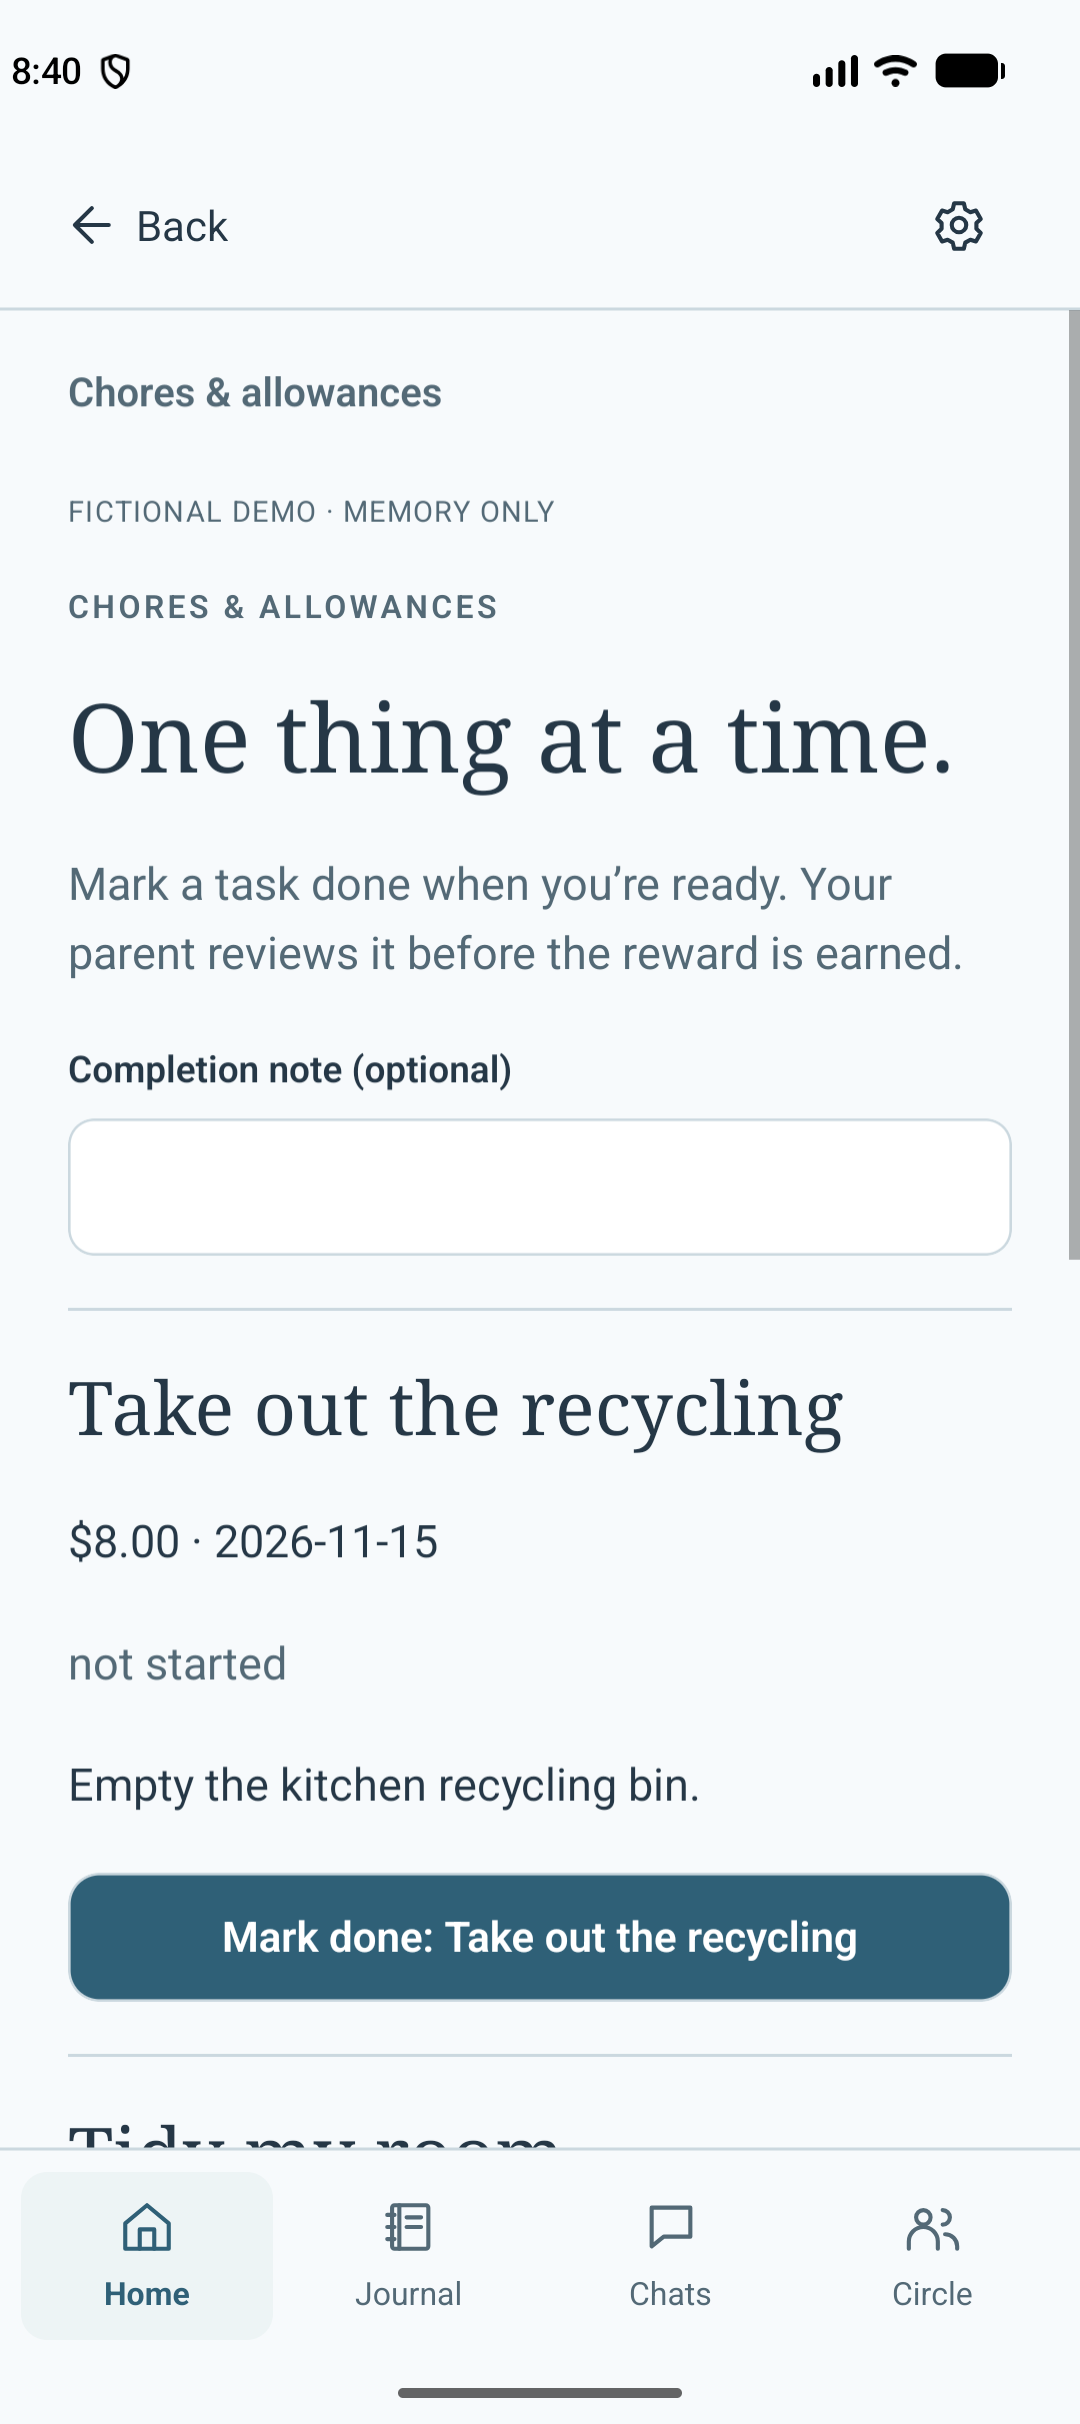 8:40
Back
Chores & allowances
FICTIONAL DEMO · MEMORY ONLY
CHORES & ALLOWANCES
One thing at a time.
Mark a task done when you’re ready. Your
parent reviews it before the reward is earned.
Completion note (optional)
Take out the recycling
$8.00 · 2026-11-15
not started
Empty the kitchen recycling bin.
Mark done: Take out the recycling
Tidy my room
Home
Journal
Chats
Circle